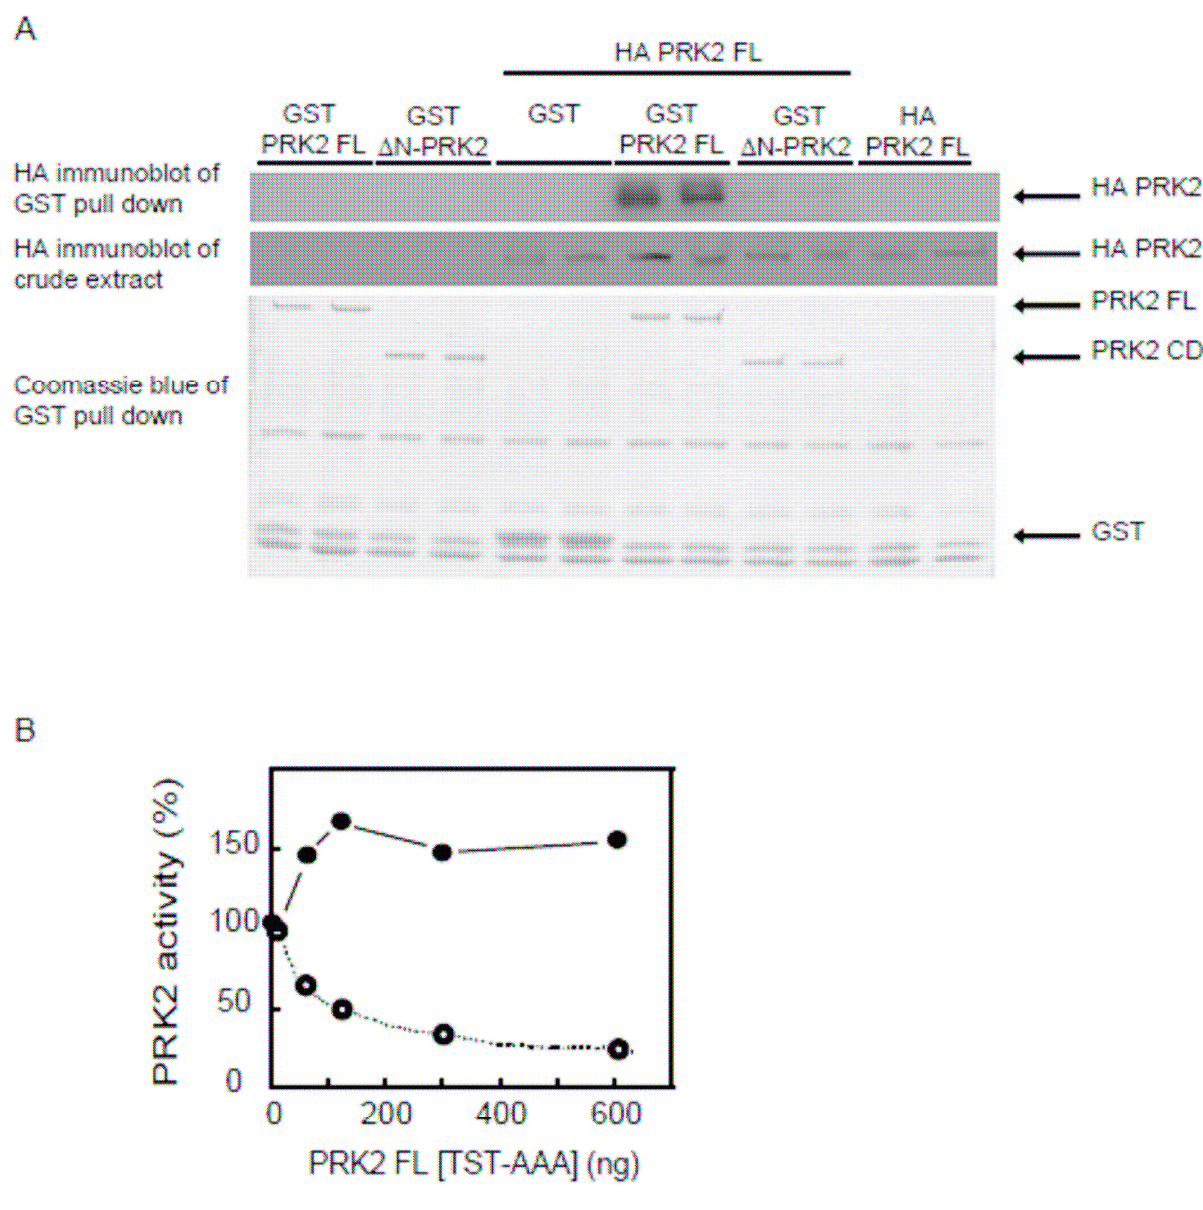 A
HA PRK2 FL
GST
PRK2 FL
GST
ΔN-PRK2
GST
GST
PRK2 FL
GST
ΔN-PRK2
HA
PRK2 FL
HA immunoblot of
GST pull down
HA PRK2
HA immunoblot of
crude extract
HA PRK2
PRK2 FL
PRK2 CD
Coomassie blue of
GST pull down
GST
B
PRK2 activity (%)
150
100
50
0
0 200 400 600
PRK2 FL [TST-AAA] (ng)